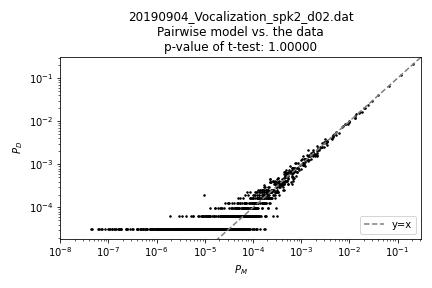 20190904_Vocalization_spk2_d02.dat
Pairwise model vs. the data
p-value of t-test: 1.00000
10⁻¹
10⁻²
10⁻³
10⁻⁴
P_D
y=x
10⁻⁸ 10⁻⁷ 10⁻⁶ 10⁻⁵ 10⁻⁴ 10⁻³ 10⁻² 10⁻¹
P_M